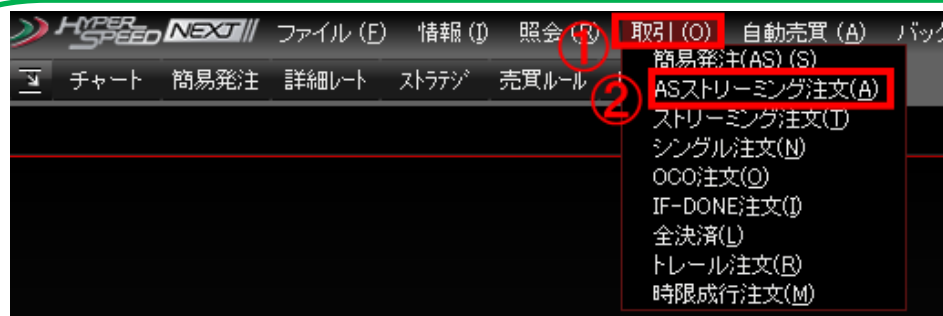 HYPER SPEED NEXT ファイル(F) 情報(I) 照会(R) 取引(O) 自動売買(A) バック
①
チャート 簡易発注 詳細レート ストラテジ 売買ルール
簡易発注(AS)(S)
② ASストリーミング注文(A)
ストリーミング注文(T)
シングル注文(N)
OCO注文(O)
IF-DONE注文(I)
全決済(L)
トレール注文(R)
時限成行注文(M)